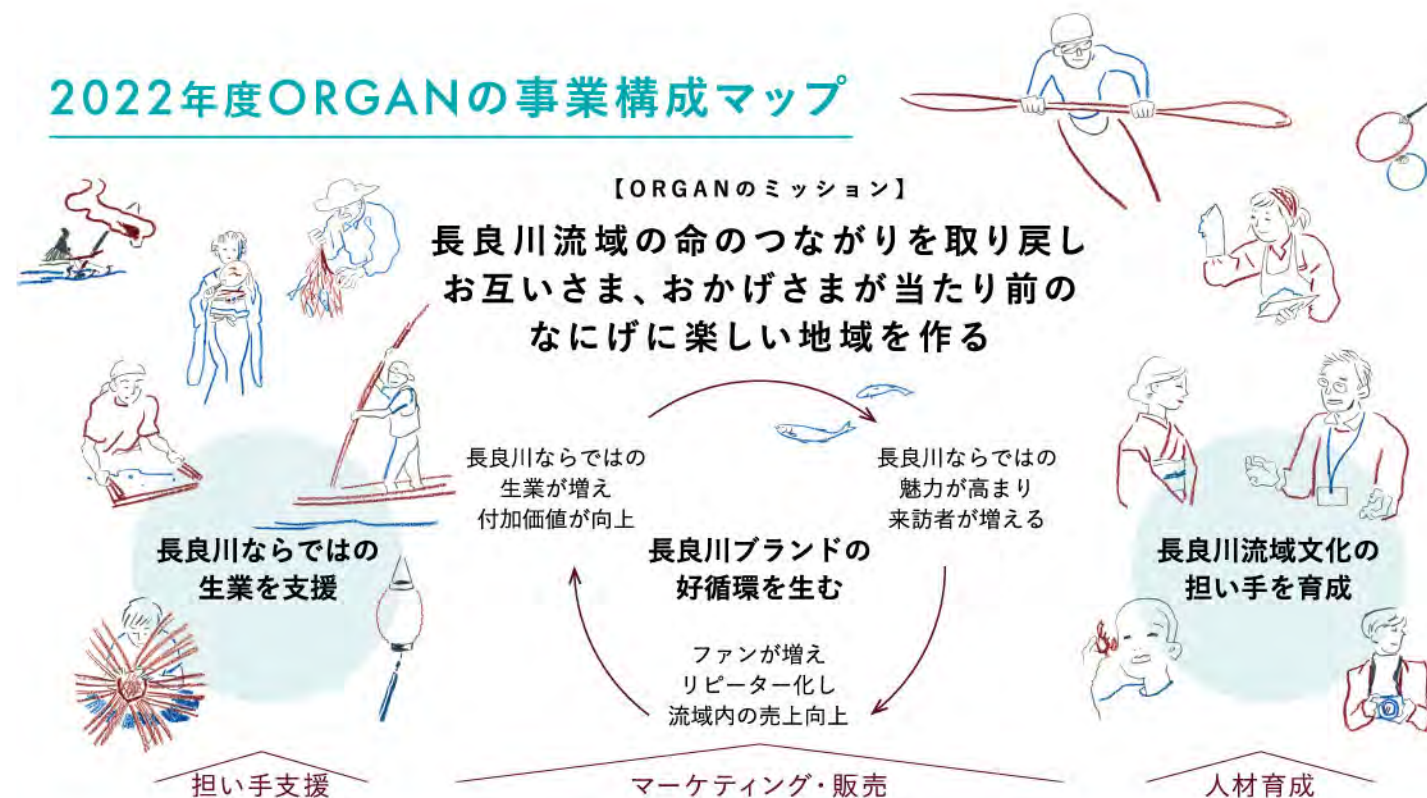 2022年度ORGANの事業構成マップ
【ORGANのミッション】
長良川流域の命のつながりを取り戻し
お互いさま、おかげさまが当たり前の
なにげに楽しい地域を作る
長良川ならではの
生業が増え
付加価値が向上
長良川ならではの
魅力が高まり
来訪者が増える
長良川ならではの
生業を支援
長良川ブランドの
好循環を生む
長良川流域文化の
担い手を育成
ファンが増え
リピーター化し
流域内の売上向上
担い手支援
マーケティング・販売
人材育成